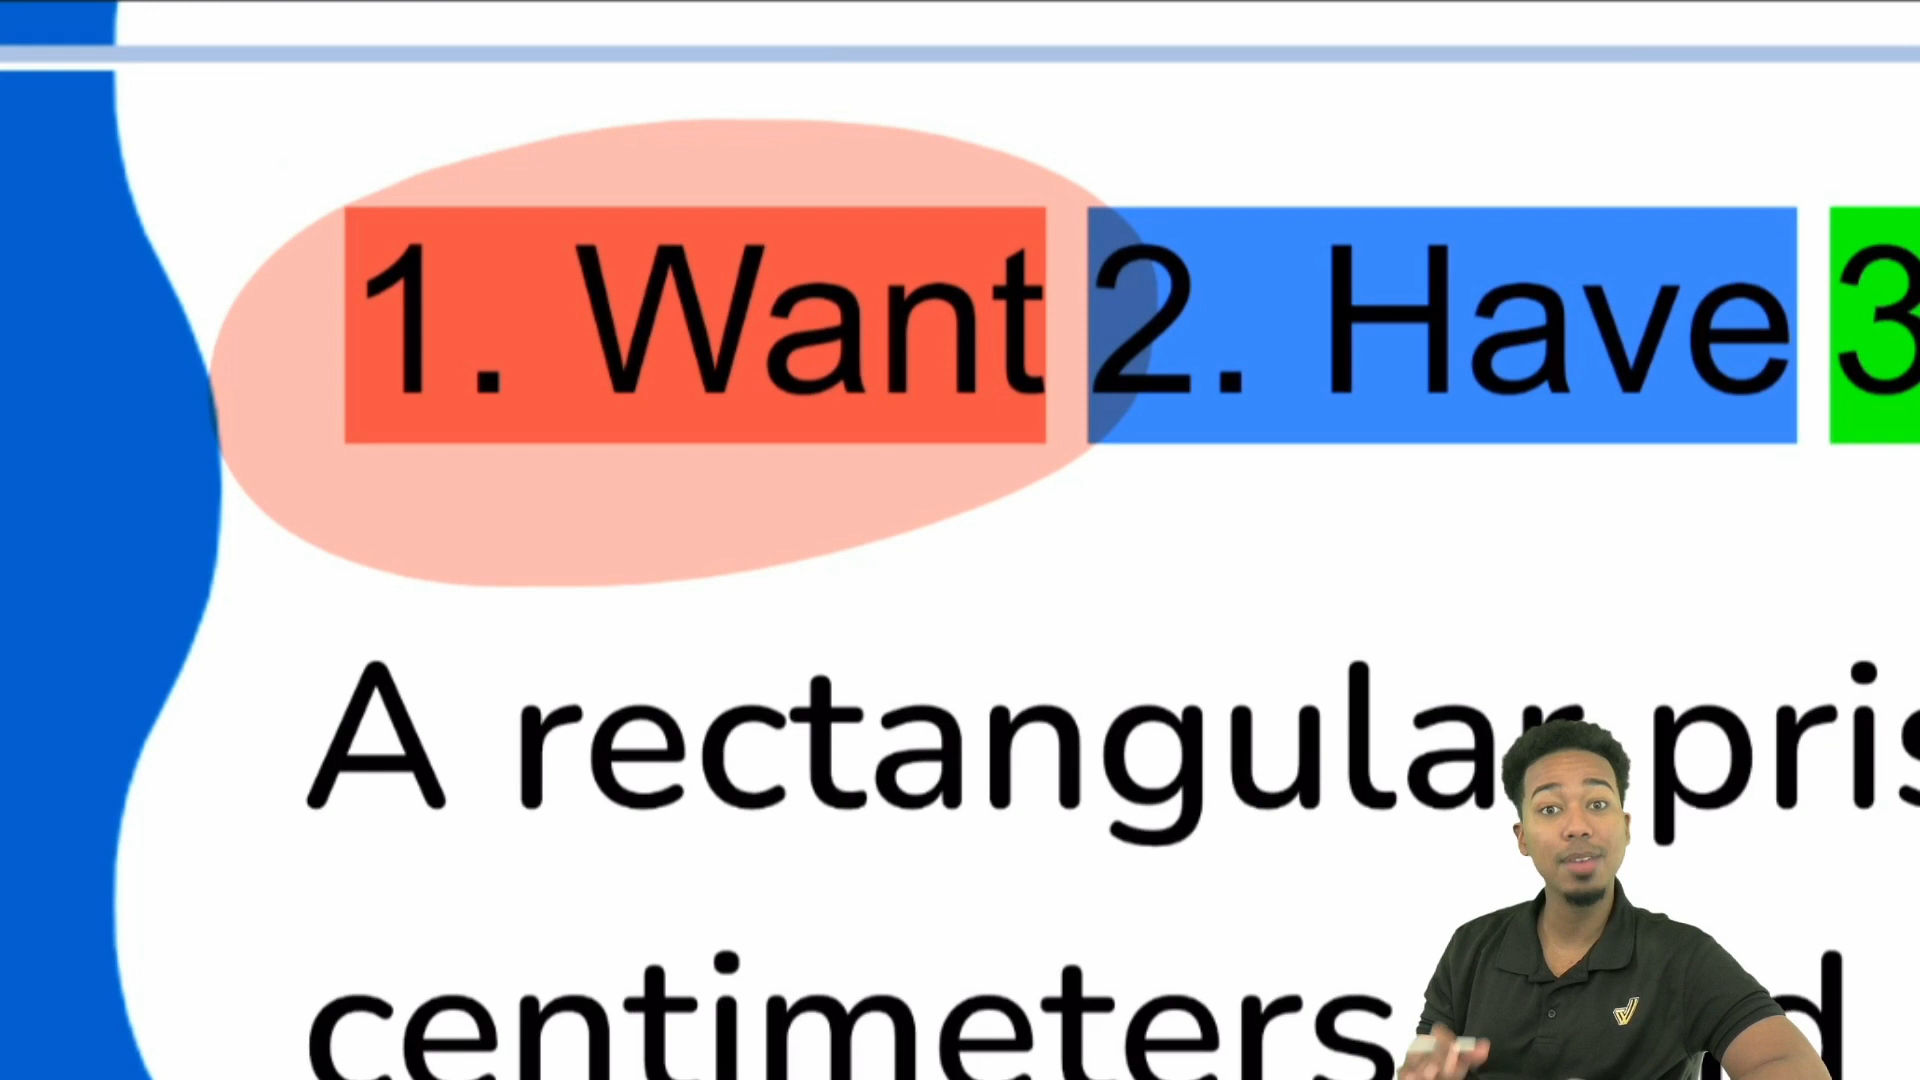 1. Want 2. Have 3
A rectangular pris
centimeters